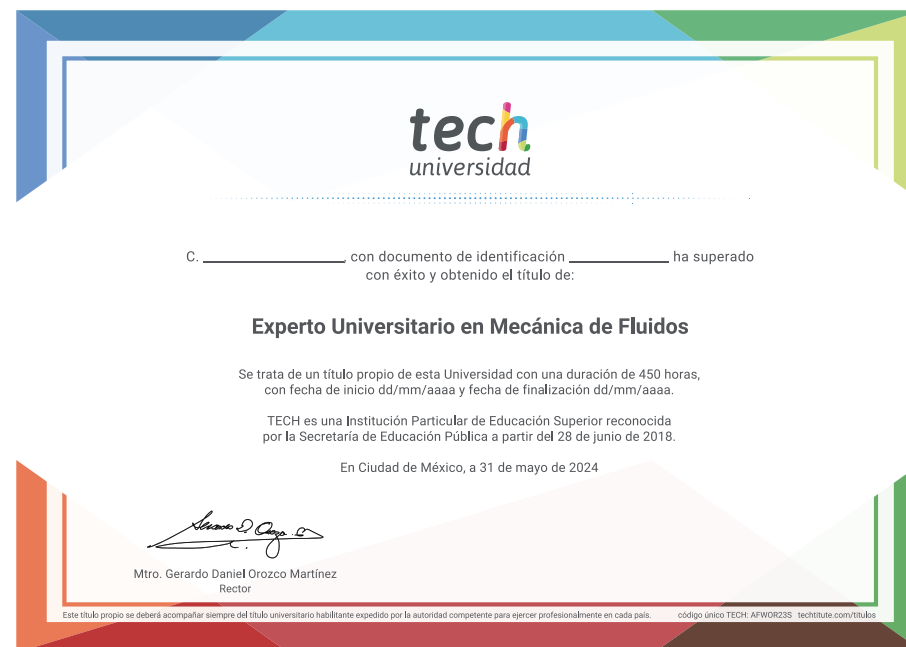 tech
universidad
C. ____________, con documento de identificación ____________ ha superado
con éxito y obtenido el título de:
Experto Universitario en Mecánica de Fluidos
Se trata de un título propio de esta Universidad con una duración de 450 horas,
con fecha de inicio dd/mm/aaaa y fecha de finalización dd/mm/aaaa.
TECH es una Institución Particular de Educación Superior reconocida
por la Secretaría de Educación Pública a partir del 28 de junio de 2018.
En Ciudad de México, a 31 de mayo de 2024
Mtro. Gerardo Daniel Orozco Martínez
Rector
Este título propio se deberá acompañar siempre del título universitario habilitante expedido por la autoridad competente para ejercer profesionalmente en cada país. código único TECH: AFWOR23S techtitute.com/titulos